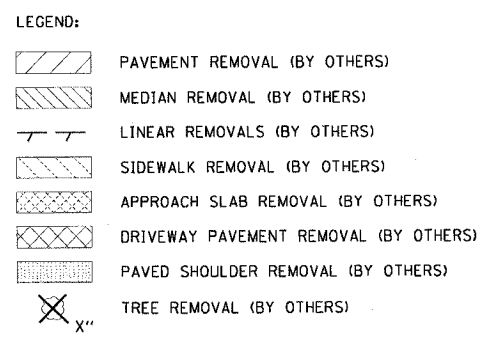 LEGEND:
PAVEMENT REMOVAL (BY OTHERS)
MEDIAN REMOVAL (BY OTHERS)
LINEAR REMOVALS (BY OTHERS)
SIDEWALK REMOVAL (BY OTHERS)
APPROACH SLAB REMOVAL (BY OTHERS)
DRIVEWAY PAVEMENT REMOVAL (BY OTHERS)
PAVED SHOULDER REMOVAL (BY OTHERS)
X" TREE REMOVAL (BY OTHERS)